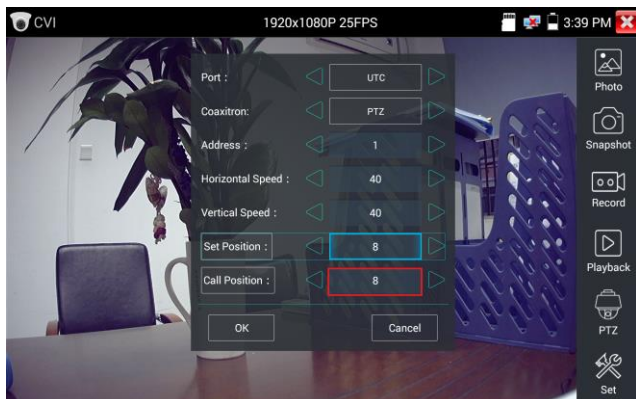 CVI 1920x1080P 25FPS 3:39 PM
Port : UTC
Coaxitron: PTZ
Address : 1
Horizontal Speed : 40
Vertical Speed : 40
Set Position : 8
Call Position : 8
OK Cancel
Photo
Snapshot
Record
Playback
PTZ
Set